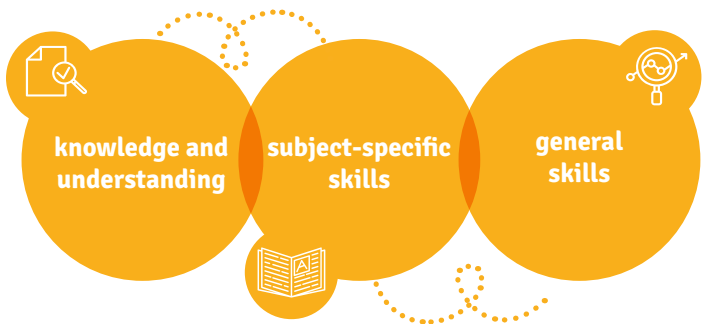 knowledge and
understanding
subject-specific
skills
general
skills
A